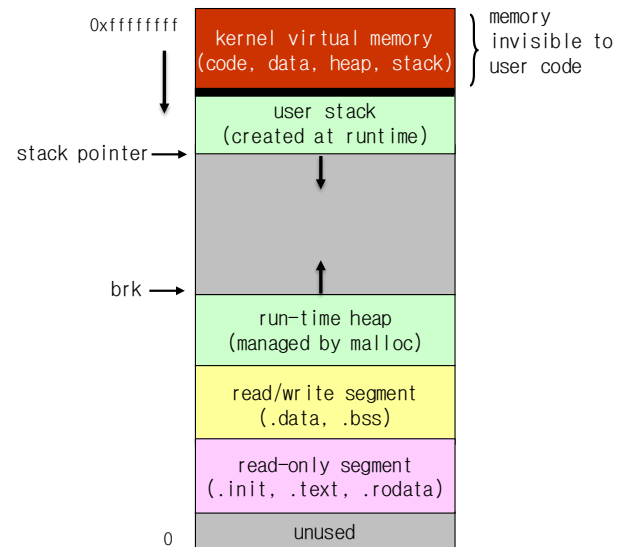 0xffffffff
kernel virtual memory
(code, data, heap, stack)
memory
invisible to
user code
user stack
(created at runtime)
stack pointer
brk
run-time heap
(managed by malloc)
read/write segment
(.data, .bss)
read-only segment
(.init, .text, .rodata)
unused
0